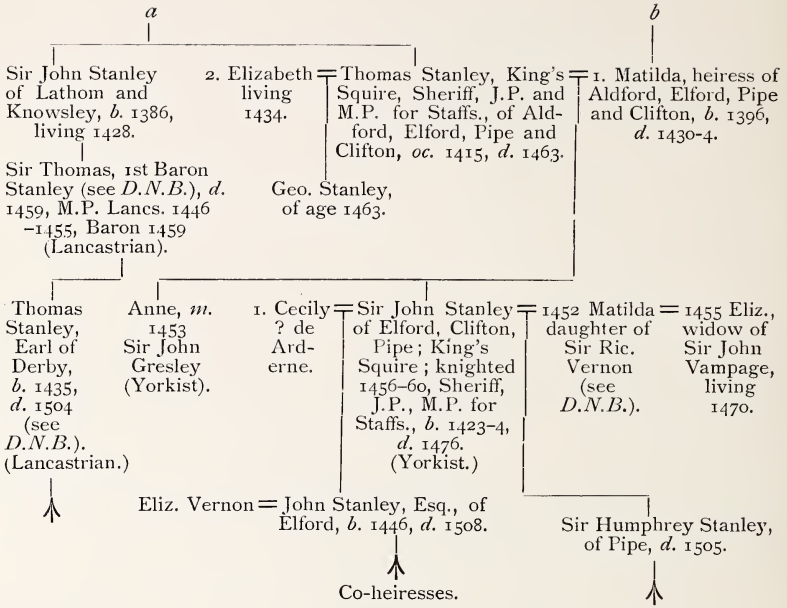 a
b
Sir John Stanley
of Lathom and
Knowsley, b. 1386,
living 1428.
2. Elizabeth =
living
1434.
Thomas Stanley, King's
Squire, Sheriff, J.P. and
M.P. for Staffs., of Ald-
ford, Elford, Pipe and
Clifton, oc. 1415, d. 1463.
= 1. Matilda, heiress of
Aldford, Elford, Pipe
and Clifton, b. 1396,
d. 1430-4.
Sir Thomas, 1st Baron
Stanley (see D.N.B.), d.
1459, M.P. Lancs. 1446
-1455, Baron 1459
(Lancastrian).
Geo. Stanley,
of age 1463.
Thomas
Stanley,
Earl of
Derby,
b. 1435,
d. 1504
(see
D.N.B.).
(Lancastrian.)
Anne, m.
1453
Sir John
Gresley
(Yorkist).
1. Cecily =
? de
Ard-
erne.
Sir John Stanley
of Elford, Clifton,
Pipe; King's
Squire; knighted
1456-60, Sheriff,
J.P., M.P. for
Staffs., b. 1423-4,
d. 1476.
(Yorkist.)
= 1452 Matilda
daughter of
Sir Ric.
Vernon
(see
D.N.B.).
= 1455 Eliz.,
widow of
Sir John
Vampage,
living
1470.
Eliz. Vernon = John Stanley, Esq., of
Elford, b. 1446, d. 1508.
Sir Humphrey Stanley,
of Pipe, d. 1505.
Co-heiresses.